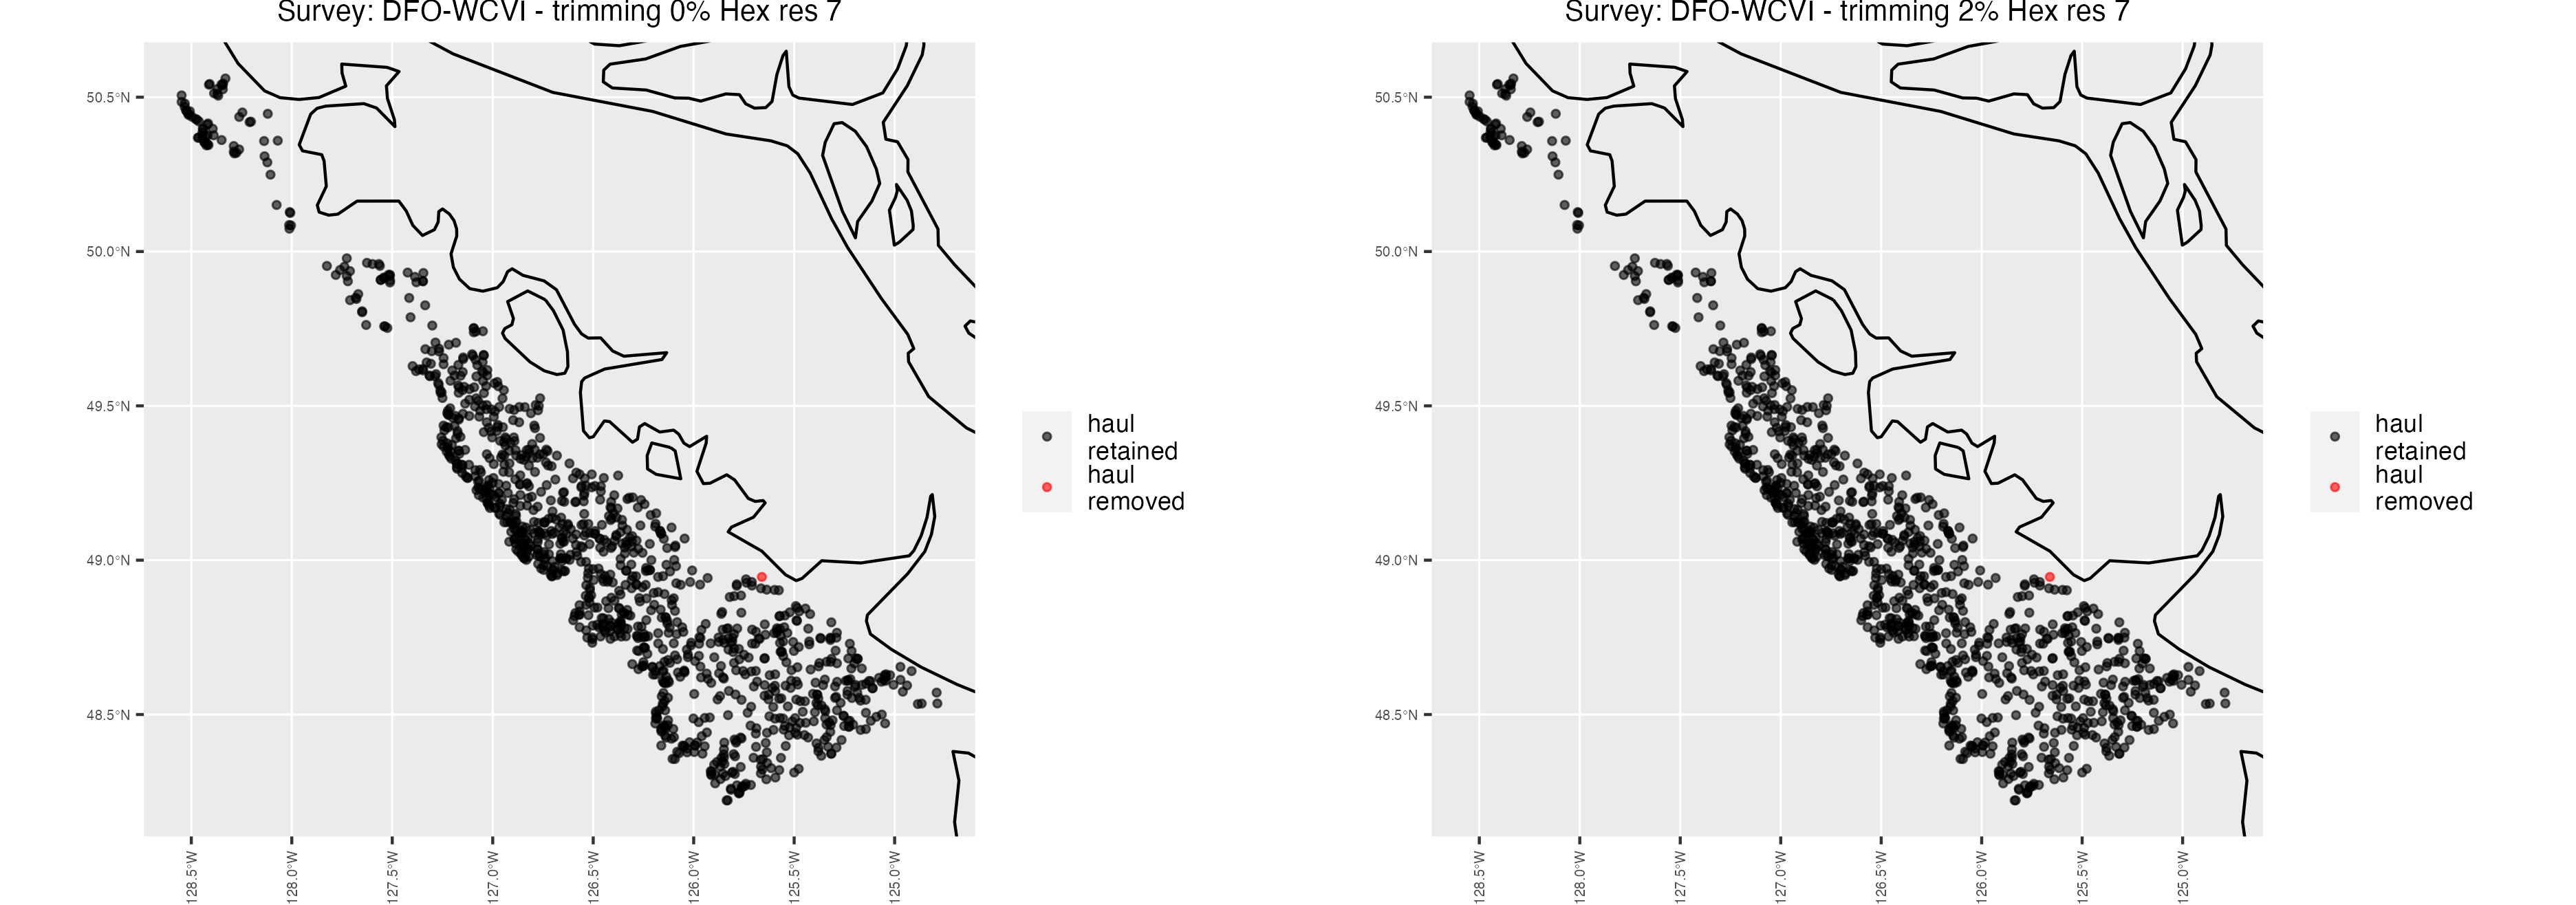 Survey: DFO-WCVI - trimming 0% Hex res 7
50.5°N
50.0°N
49.5°N
49.0°N
48.5°N
128.5°W
128.0°W
127.5°W
127.0°W
126.5°W
126.0°W
125.5°W
125.0°W
haul
retained
haul
removed
Survey: DFO-WCVI - trimming 2% Hex res 7
50.5°N
50.0°N
49.5°N
49.0°N
48.5°N
128.5°W
128.0°W
127.5°W
127.0°W
126.5°W
126.0°W
125.5°W
125.0°W
haul
retained
haul
removed